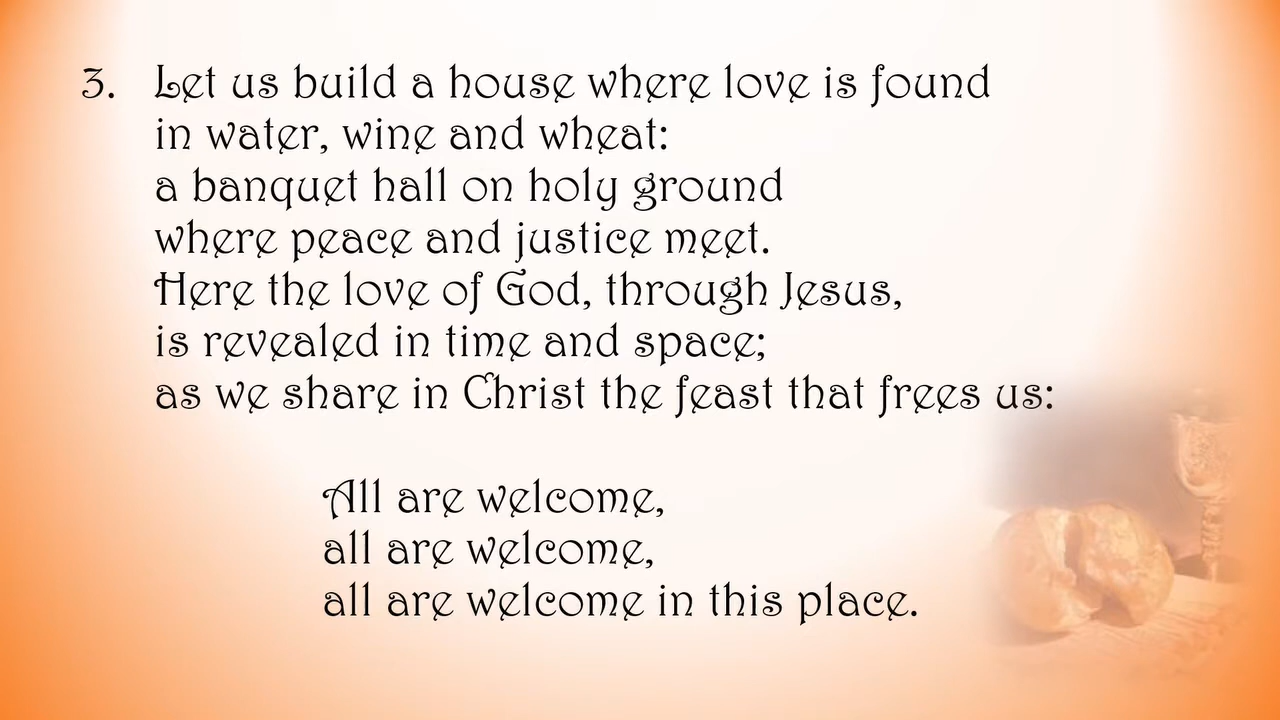 3. Let us build a house where love is found
in water, wine and wheat:
a banquet hall on holy ground
where peace and justice meet.
Here the love of God, through Jesus,
is revealed in time and space;
as we share in Christ the feast that frees us:
All are welcome,
all are welcome,
all are welcome in this place.